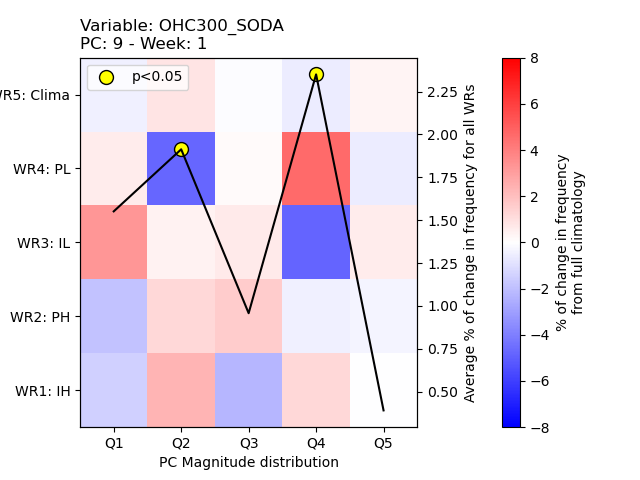 Variable: OHC300_SODA
PC: 9 - Week: 1
p<0.05
WR5: Clima
WR4: PL
WR3: IL
WR2: PH
WR1: IH
Q1 Q2 Q3 Q4 Q5
PC Magnitude distribution
2.25
2.00
1.75
1.50
1.25
1.00
0.75
0.50
Average % of change in frequency for all WRs
8
6
4
2
0
−2
−4
−6
−8
% of change in frequency
from full climatology